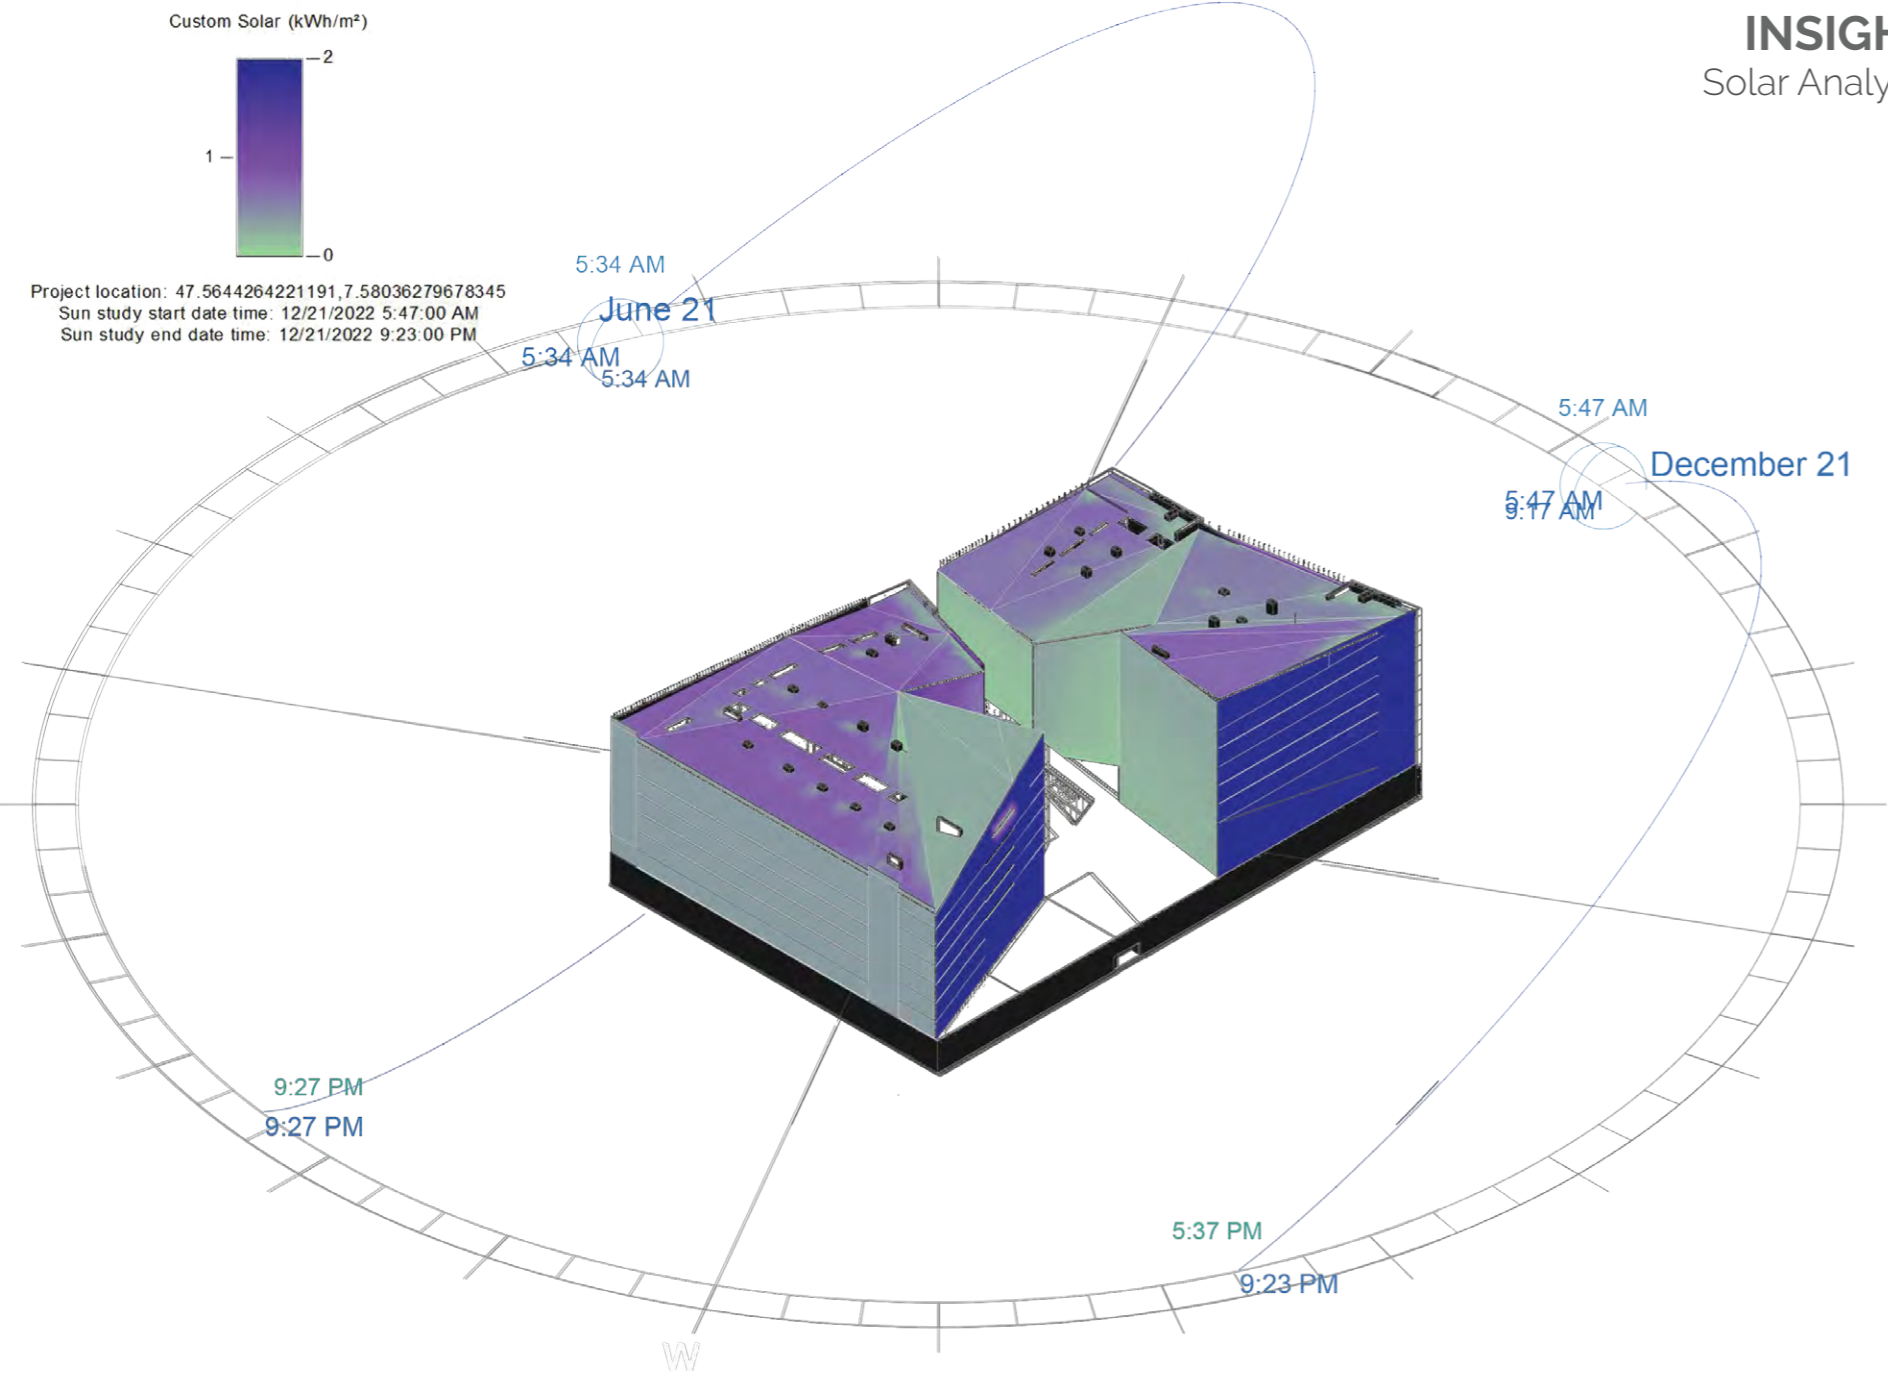 Custom Solar (kWh/m²)
2
1
0
INSIGH
Solar Analy
Project location: 47.5644264221191,7.58036279678345
Sun study start date time: 12/21/2022 5:47:00 AM
Sun study end date time: 12/21/2022 9:23:00 PM
5:34 AM
June 21
5:34 AM
5:34 AM
5:47 AM
December 21
5:47 AM
9:17 AM
9:27 PM
9:27 PM
5:37 PM
9:23 PM
W